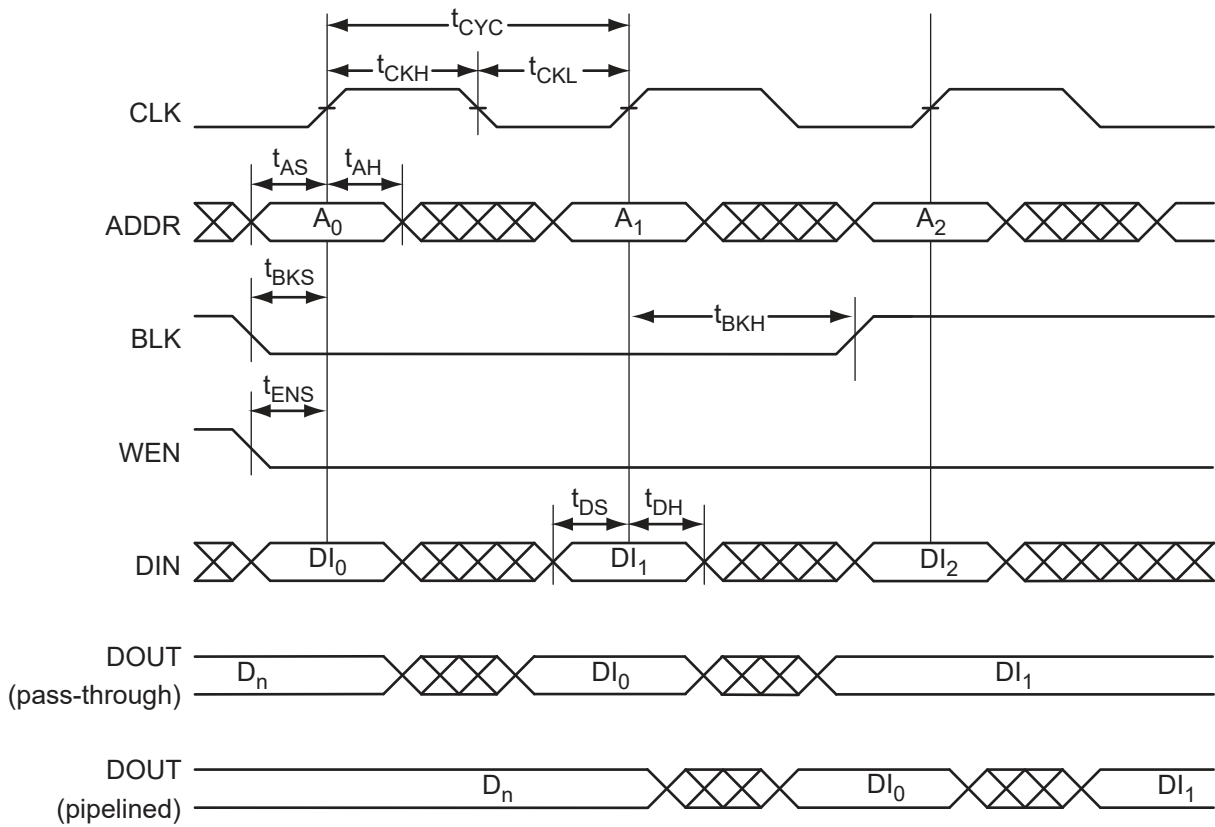 tCYC
tCKH tCKL
CLK
tAS tAH
ADDR A0 A1 A2
tBKS
tBKH
BLK
tENS
WEN
tDS tDH
DIN DI0 DI1 DI2
DOUT
(pass-through)
Dn DI0 DI1
DOUT
(pipelined)
Dn DI0 DI1